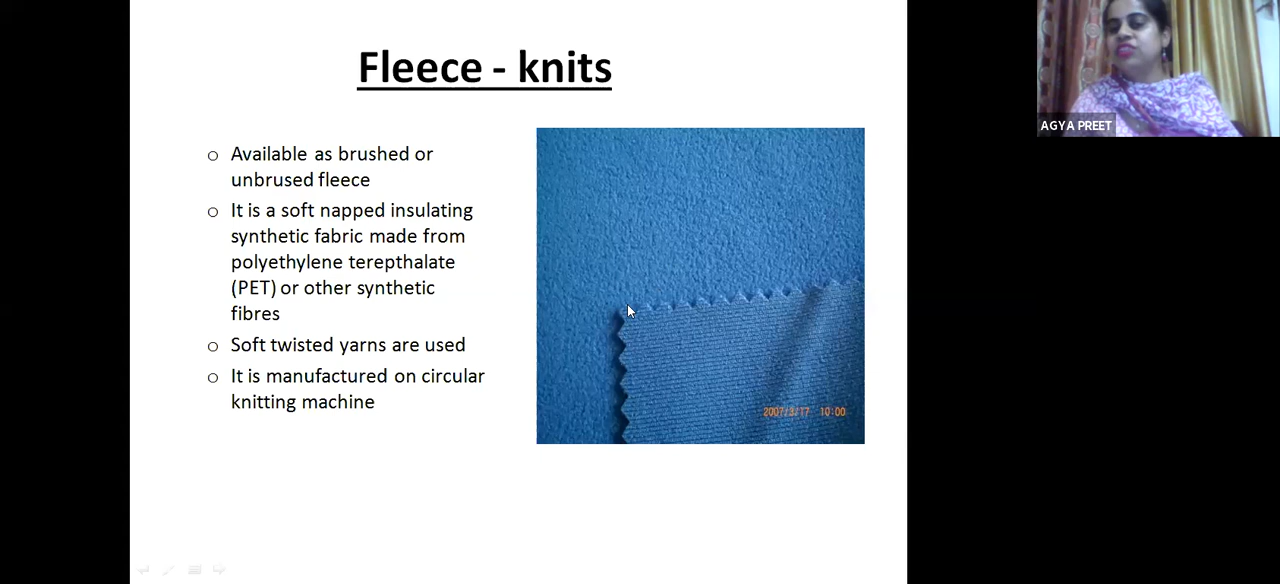 Fleece - knits
AGYA PREET
o Available as brushed or
unbrused fleece
o It is a soft napped insulating
synthetic fabric made from
polyethylene terepthalate
(PET) or other synthetic
fibres
o Soft twisted yarns are used
o It is manufactured on circular
knitting machine
2007/3/17 10:00